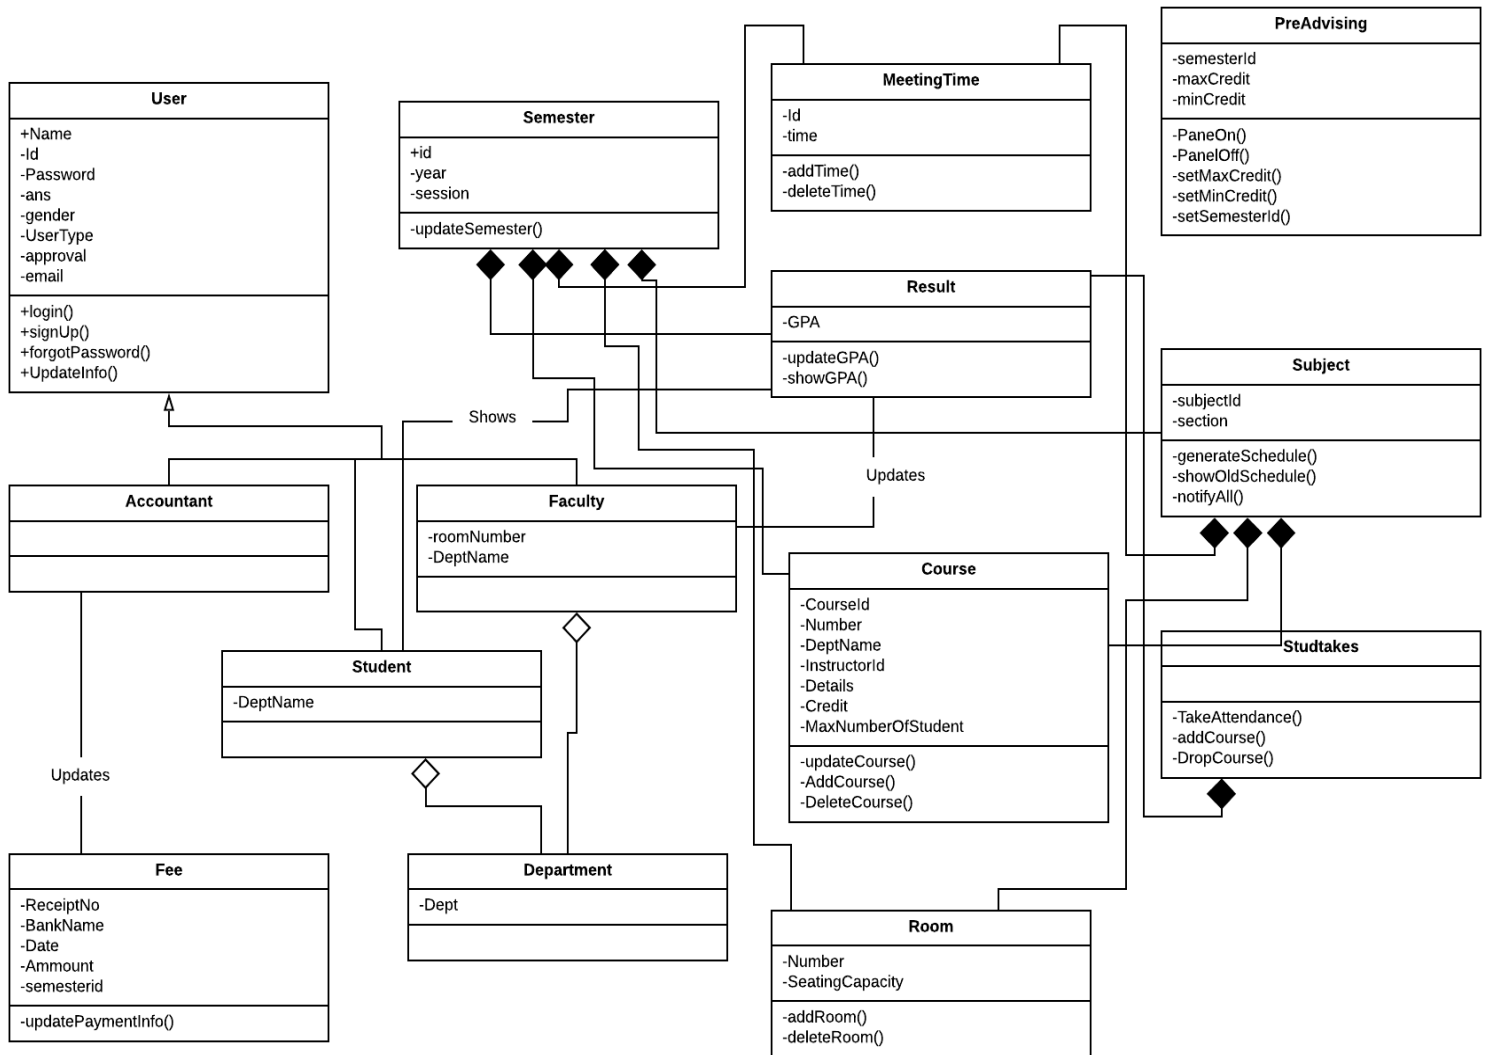 PreAdvising
-semesterId
-maxCredit
-minCredit
-PaneOn()
-PanelOff()
-setMaxCredit()
-setMinCredit()
-setSemesterId()
MeetingTime
-Id
-time
-addTime()
-deleteTime()
User
+Name
-Id
-Password
-ans
-gender
-UserType
-approval
-email
+login()
+signUp()
+forgotPassword()
+UpdateInfo()
Semester
+id
-year
-session
-updateSemester()
Result
-GPA
-updateGPA()
-showGPA()
Subject
-subjectId
-section
-generateSchedule()
-showOldSchedule()
-notifyAll()
Shows
Updates
Accountant
Faculty
-roomNumber
-DeptName
Course
-CourseId
-Number
-DeptName
-InstructorId
-Details
-Credit
-MaxNumberOfStudent
-updateCourse()
-AddCourse()
-DeleteCourse()
Studtakes
-TakeAttendance()
-addCourse()
-DropCourse()
Student
-DeptName
Updates
Fee
-ReceiptNo
-BankName
-Date
-Ammount
-semesterid
-updatePaymentInfo()
Department
-Dept
Room
-Number
-SeatingCapacity
-addRoom()
-deleteRoom()